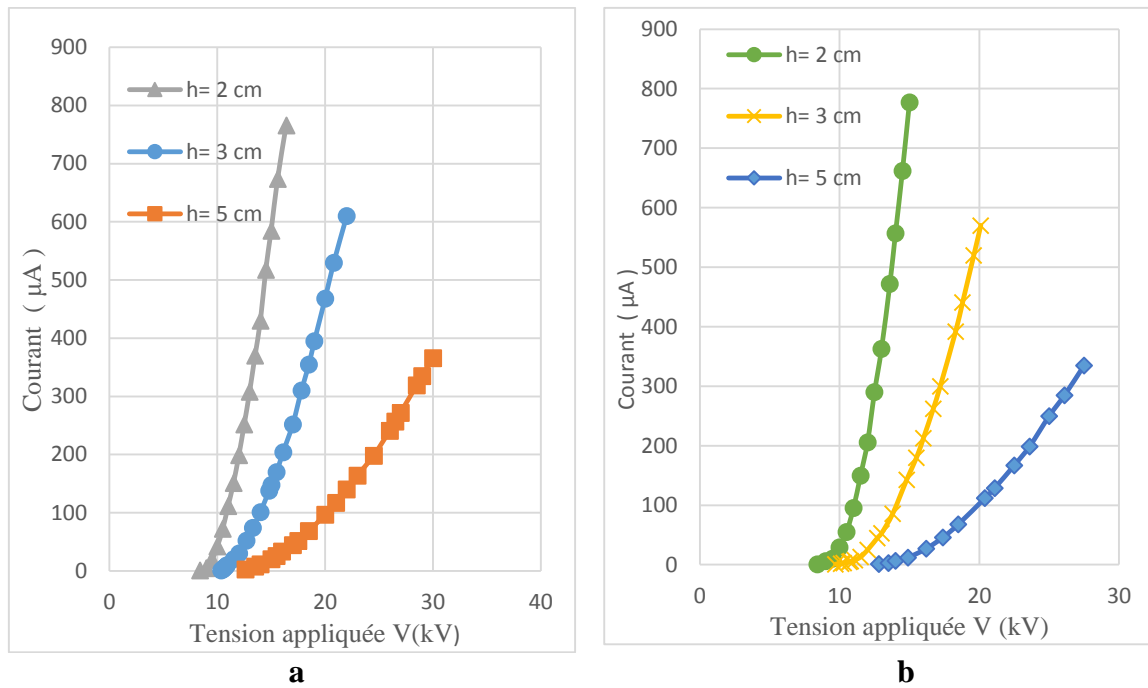 900
800
700
600
500
400
300
200
100
0
0 10 20 30 40
Courant ( µA )
Tension appliquée V(kV)
h= 2 cm
h= 3 cm
h= 5 cm
a
900
800
700
600
500
400
300
200
100
0
0 10 20 30
Courant ( µA )
Tension appliquée V (kV)
h= 2 cm
h= 3 cm
h= 5 cm
b